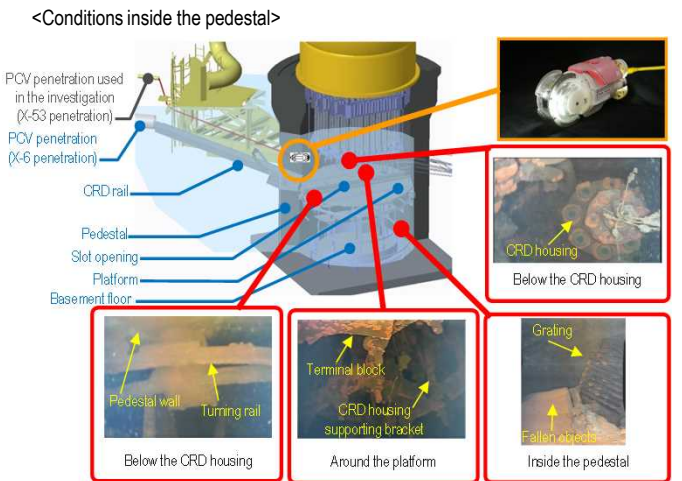 <Conditions inside the pedestal>
PCV penetration used
in the investigation
(X-53 penetration)
PCV penetration
(X-6 penetration)
CRD rail
Pedestal
Slot opening
Platform
Basement floor
CRD housing
Below the CRD housing
Pedestal wall
Turning rail
Below the CRD housing
Terminal block
CRD housing
supporting bracket
Around the platform
Grating
Fallen objects
Inside the pedestal